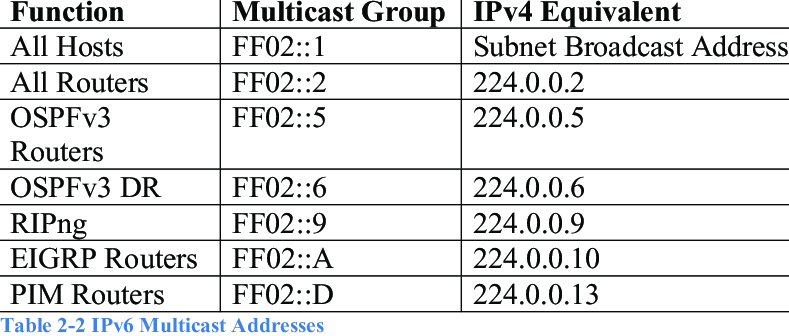 Function Multicast Group IPv4 Equivalent
All Hosts FF02::1 Subnet Broadcast Address
All Routers FF02::2 224.0.0.2
OSPFv3 FF02::5 224.0.0.5
Routers
OSPFv3 DR FF02::6 224.0.0.6
RIPng FF02::9 224.0.0.9
EIGRP Routers FF02::A 224.0.0.10
PIM Routers FF02::D 224.0.0.13
Table 2-2 IPv6 Multicast Addresses